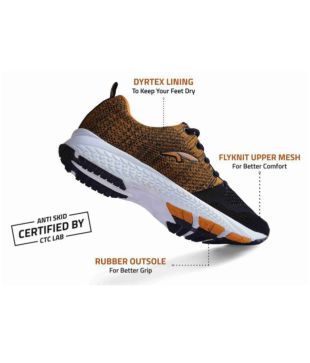 DYRTEX LINING
To Keep Your Feet Dry
FLYKNIT UPPER MESH
For Better Comfort
ANTI SKID
CERTIFIED BY
CTC LAB
RUBBER OUTSOLE
For Better Grip